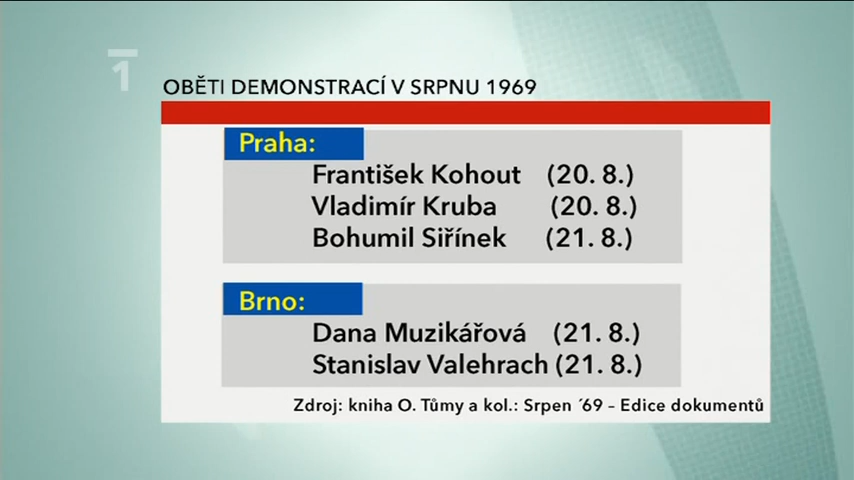 1
OBĚTI DEMONSTRACÍ V SRPNU 1969
Praha:
František Kohout (20. 8.)
Vladimír Kruba (20. 8.)
Bohumil Siřínek (21. 8.)
Brno:
Dana Muzikářová (21. 8.)
Stanislav Valehrach (21. 8.)
Zdroj: kniha O. Tůmy a kol.: Srpen ´69 – Edice dokumentů